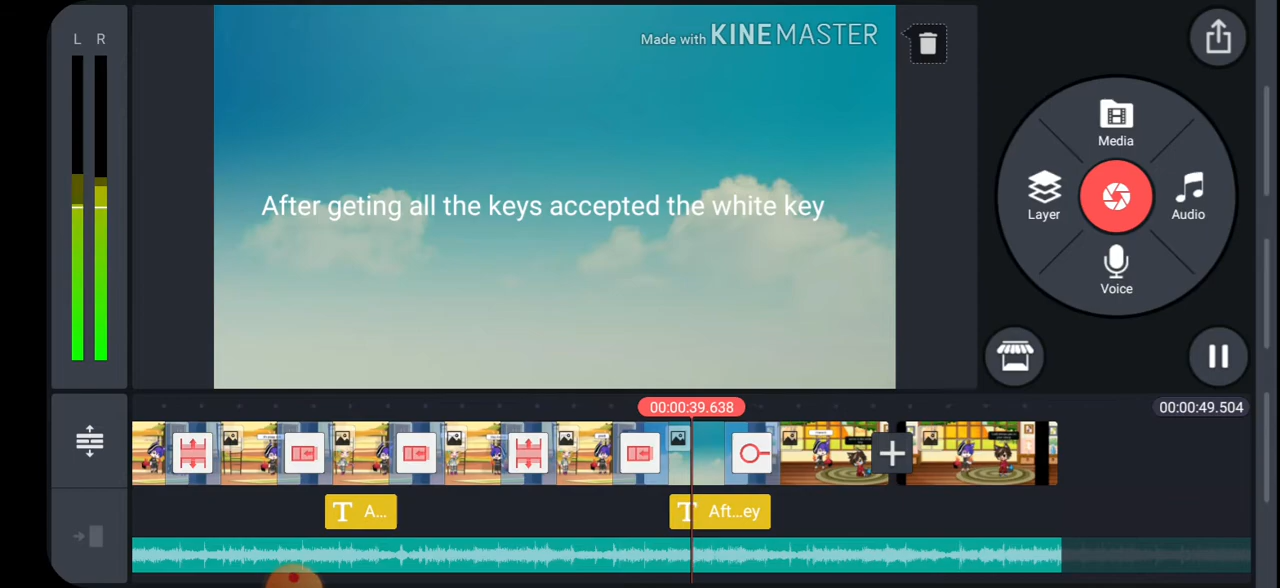 L R
Made with KINEMASTER
After geting all the keys accepted the white key
Media
Layer
Audio
Voice
00:00:39.638
00:00:49.504
T A...
T Aft...ey